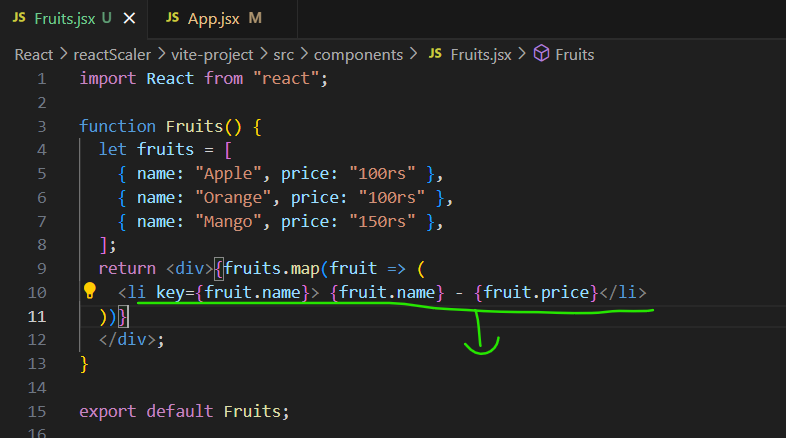 JS Fruits.jsx U × JS App.jsx M
React > reactScaler > vite-project > src > components > JS Fruits.jsx > Fruits
1 import React from "react";
2
3 function Fruits() {
4   let fruits = [
5     { name: "Apple", price: "100rs" },
6     { name: "Orange", price: "100rs" },
7     { name: "Mango", price: "150rs" },
8   ];
9   return <div>{fruits.map(fruit => (
10     <li key={fruit.name}> {fruit.name} - {fruit.price}</li>
11   ))}
12   </div>;
13 }
14
15 export default Fruits;
16